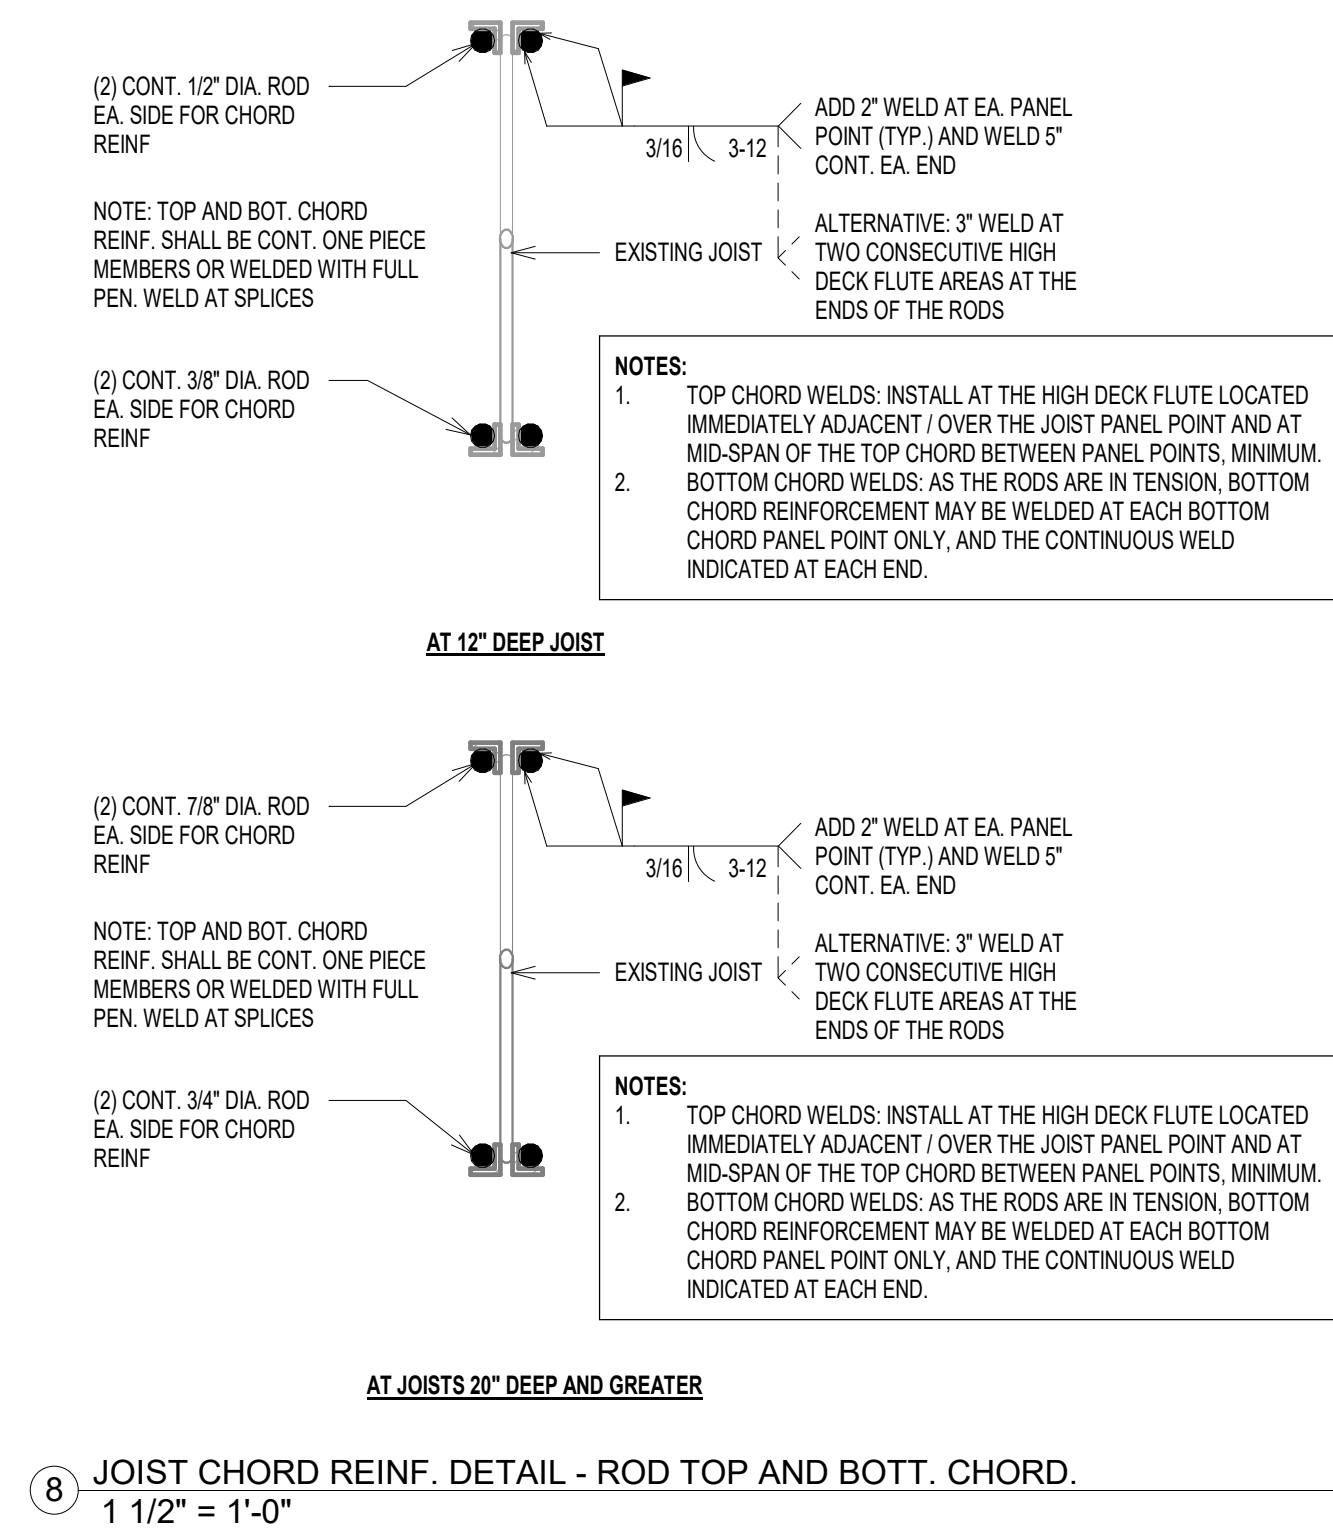 (2) CONT. 1/2" DIA. ROD
EA. SIDE FOR CHORD
REINF
NOTE: TOP AND BOT. CHORD
REINF. SHALL BE CONT. ONE PIECE
MEMBERS OR WELDED WITH FULL
PEN. WELD AT SPLICES
(2) CONT. 3/8" DIA. ROD
EA. SIDE FOR CHORD
REINF
3/16 3-12
ADD 2" WELD AT EA. PANEL
POINT (TYP.) AND WELD 5"
CONT. EA. END
EXISTING JOIST
ALTERNATIVE: 3" WELD AT
TWO CONSECUTIVE HIGH
DECK FLUTE AREAS AT THE
ENDS OF THE RODS
NOTES:
1. TOP CHORD WELDS: INSTALL AT THE HIGH DECK FLUTE LOCATED
IMMEDIATELY ADJACENT / OVER THE JOIST PANEL POINT AND AT
MID-SPAN OF THE TOP CHORD BETWEEN PANEL POINTS, MINIMUM.
2. BOTTOM CHORD WELDS: AS THE RODS ARE IN TENSION, BOTTOM
CHORD REINFORCEMENT MAY BE WELDED AT EACH BOTTOM
CHORD PANEL POINT ONLY, AND THE CONTINUOUS WELD
INDICATED AT EACH END.
AT 12" DEEP JOIST
(2) CONT. 7/8" DIA. ROD
EA. SIDE FOR CHORD
REINF
NOTE: TOP AND BOT. CHORD
REINF. SHALL BE CONT. ONE PIECE
MEMBERS OR WELDED WITH FULL
PEN. WELD AT SPLICES
(2) CONT. 3/4" DIA. ROD
EA. SIDE FOR CHORD
REINF
3/16 3-12
ADD 2" WELD AT EA. PANEL
POINT (TYP.) AND WELD 5"
CONT. EA. END
EXISTING JOIST
ALTERNATIVE: 3" WELD AT
TWO CONSECUTIVE HIGH
DECK FLUTE AREAS AT THE
ENDS OF THE RODS
NOTES:
1. TOP CHORD WELDS: INSTALL AT THE HIGH DECK FLUTE LOCATED
IMMEDIATELY ADJACENT / OVER THE JOIST PANEL POINT AND AT
MID-SPAN OF THE TOP CHORD BETWEEN PANEL POINTS, MINIMUM.
2. BOTTOM CHORD WELDS: AS THE RODS ARE IN TENSION, BOTTOM
CHORD REINFORCEMENT MAY BE WELDED AT EACH BOTTOM
CHORD PANEL POINT ONLY, AND THE CONTINUOUS WELD
INDICATED AT EACH END.
AT JOISTS 20" DEEP AND GREATER
8 JOIST CHORD REINF. DETAIL - ROD TOP AND BOTT. CHORD.
1 1/2" = 1'-0"